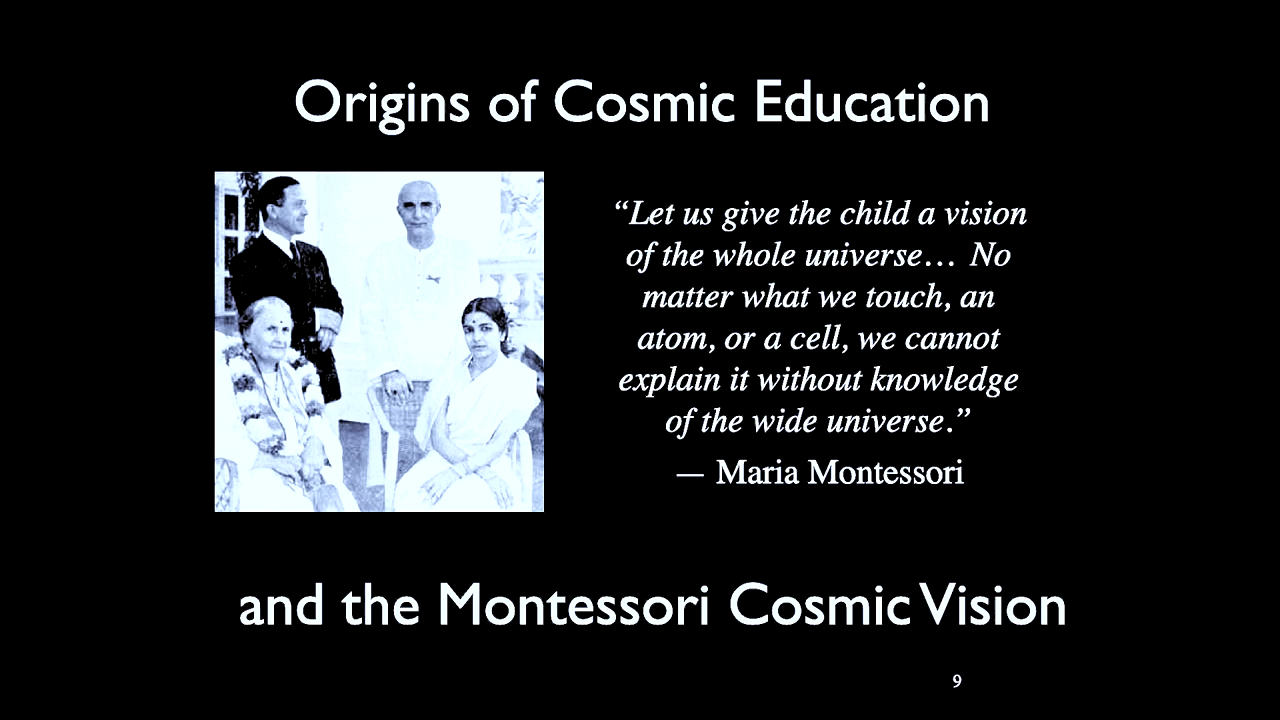 Origins of Cosmic Education
“Let us give the child a vision
of the whole universe… No
matter what we touch, an
atom, or a cell, we cannot
explain it without knowledge
of the wide universe.”
— Maria Montessori
and the Montessori Cosmic Vision
9